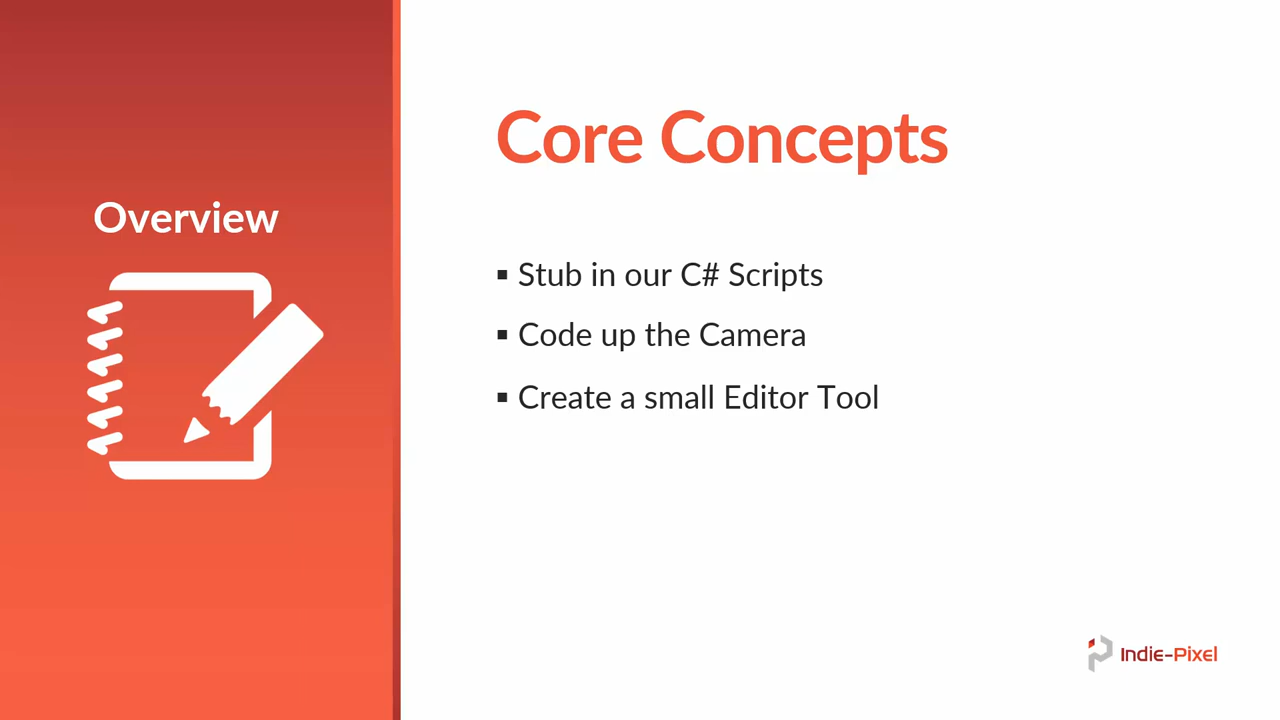 Overview
Core Concepts
▪ Stub in our C# Scripts
▪ Code up the Camera
▪ Create a small Editor Tool
Indie-Pixel